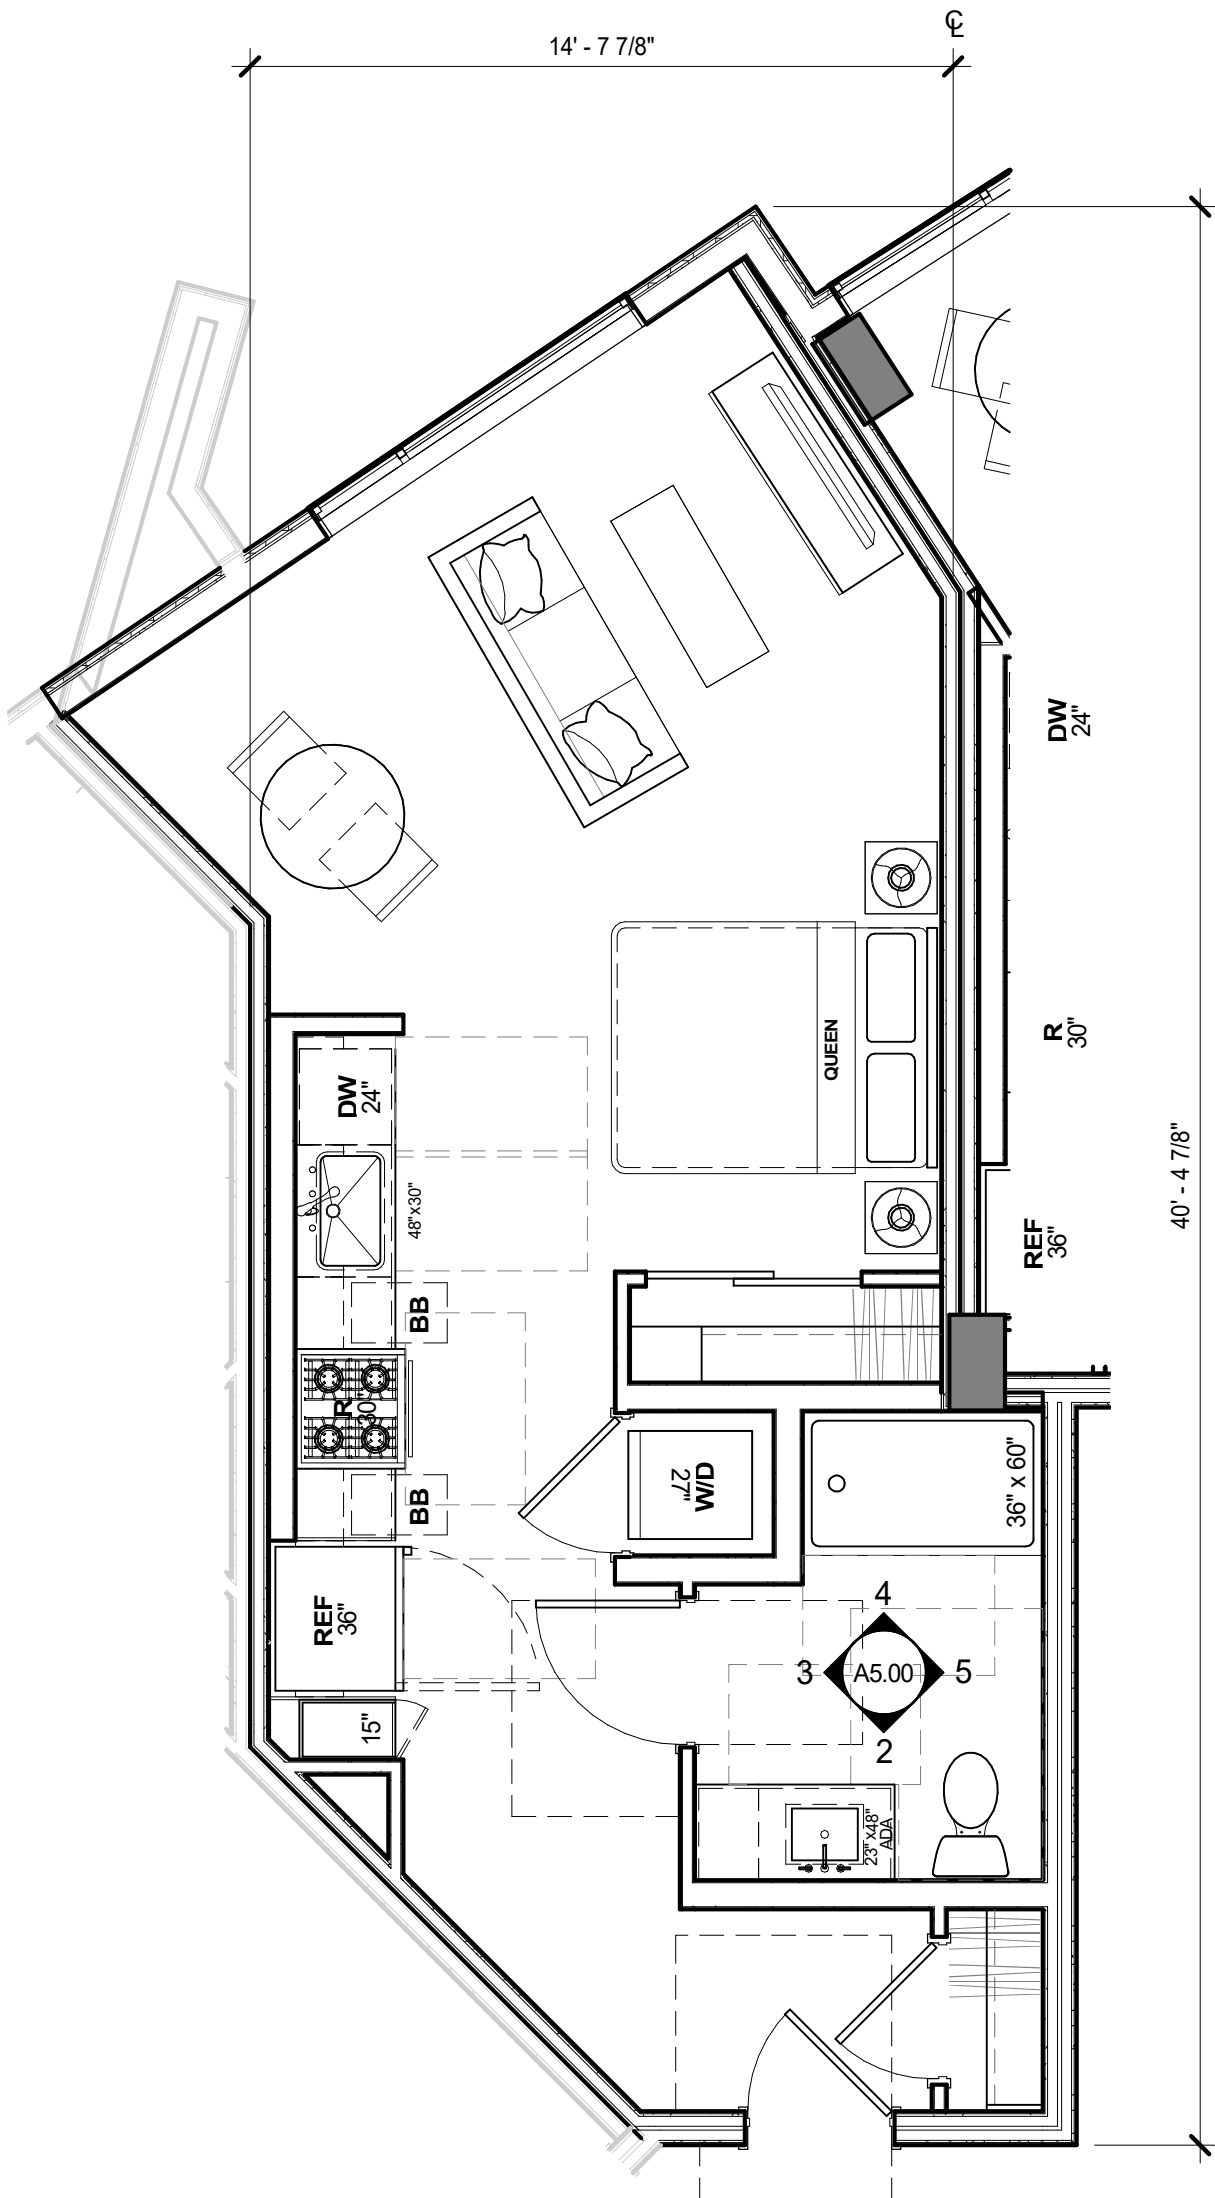 ℄
14' - 7 7/8"
DW
24"
R
30"
REF
36"
40' - 4 7/8"
QUEEN
DW
24"
48"x30"
BB
R
30"
BB
REF
36"
15"
W/D
27"
36" x 60"
4
3
A5.00
5
2
23" x48"
ADA